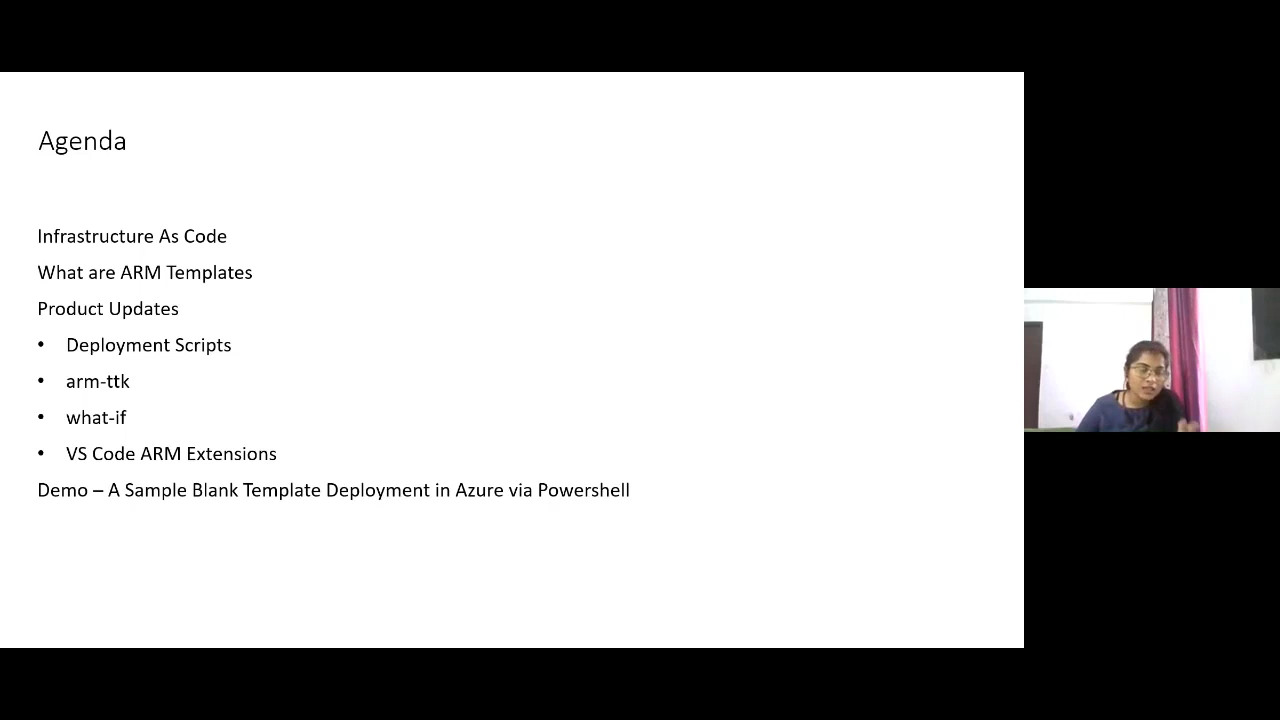 Agenda
Infrastructure As Code
What are ARM Templates
Product Updates
• Deployment Scripts
• arm-ttk
• what-if
• VS Code ARM Extensions
Demo – A Sample Blank Template Deployment in Azure via Powershell